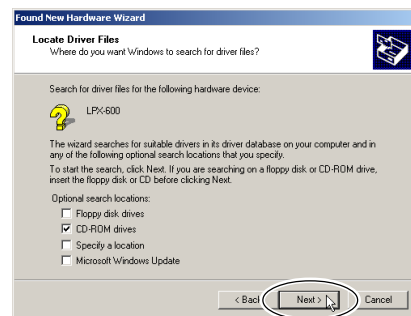 Found New Hardware Wizard
Locate Driver Files
Where do you want Windows to search for driver files?
Search for driver files for the following hardware device:
LPX-600
The wizard searches for suitable drivers in its driver database on your computer and in
any of the following optional search locations that you specify.
To start the search, click Next. If you are searching on a floppy disk or CD-ROM drive,
insert the floppy disk or CD before clicking Next.
Optional search locations:
Floppy disk drives
CD-ROM drives
Specify a location
Microsoft Windows Update
< Back Next > Cancel